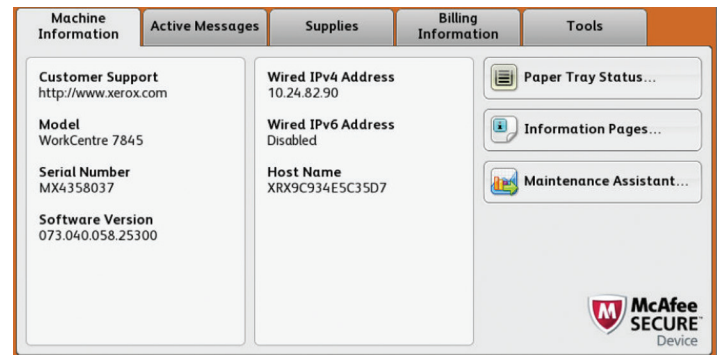 Machine
Information
Active Messages
Supplies
Billing
Information
Tools
Customer Support
http://www.xerox.com
Model
WorkCentre 7845
Serial Number
MX4358037
Software Version
073.040.058.25300
Wired IPv4 Address
10.24.82.90
Wired IPv6 Address
Disabled
Host Name
XRX9C934E5C35D7
Paper Tray Status...
Information Pages...
Maintenance Assistant...
McAfee
SECURE™
Device